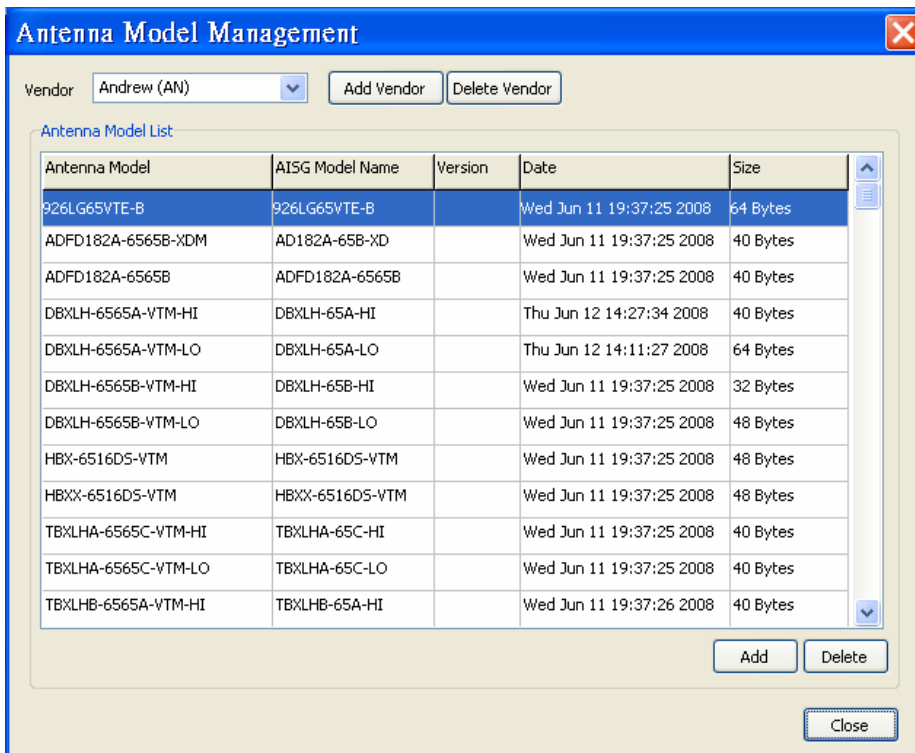 Antenna Model Management
Vendor Andrew (AN) Add Vendor Delete Vendor
Antenna Model List
Antenna Model AISG Model Name Version Date Size
926LG65VTE-B 926LG65VTE-B Wed Jun 11 19:37:25 2008 64 Bytes
ADFD182A-6565B-XDM AD182A-65B-XD Wed Jun 11 19:37:25 2008 40 Bytes
ADFD182A-6565B ADFD182A-6565B Wed Jun 11 19:37:25 2008 40 Bytes
DBXLH-6565A-VTM-HI DBXLH-65A-HI Thu Jun 12 14:27:34 2008 40 Bytes
DBXLH-6565A-VTM-LO DBXLH-65A-LO Thu Jun 12 14:11:27 2008 64 Bytes
DBXLH-6565B-VTM-HI DBXLH-65B-HI Wed Jun 11 19:37:25 2008 32 Bytes
DBXLH-6565B-VTM-LO DBXLH-65B-LO Wed Jun 11 19:37:25 2008 48 Bytes
HBX-6516DS-VTM HBX-6516DS-VTM Wed Jun 11 19:37:25 2008 48 Bytes
HBXX-6516DS-VTM HBXX-6516DS-VTM Wed Jun 11 19:37:25 2008 48 Bytes
TBXLHA-6565C-VTM-HI TBXLHA-65C-HI Wed Jun 11 19:37:25 2008 40 Bytes
TBXLHA-6565C-VTM-LO TBXLHA-65C-LO Wed Jun 11 19:37:25 2008 40 Bytes
TBXLHB-6565A-VTM-HI TBXLHB-65A-HI Wed Jun 11 19:37:26 2008 40 Bytes
Add Delete
Close